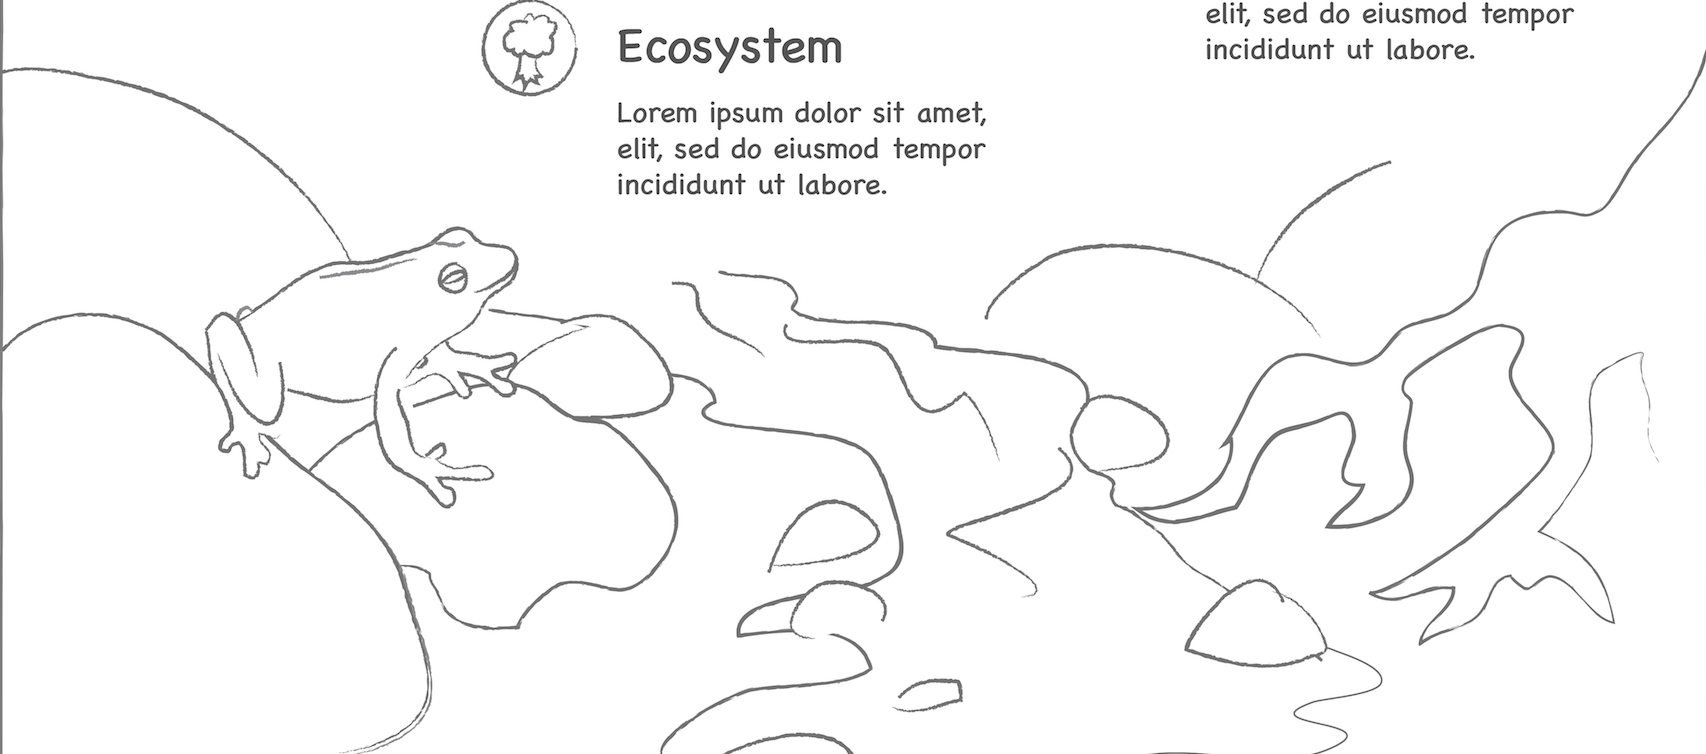 Ecosystem
Lorem ipsum dolor sit amet,
elit, sed do eiusmod tempor
incididunt ut labore.
elit, sed do eiusmod tempor
incididunt ut labore.